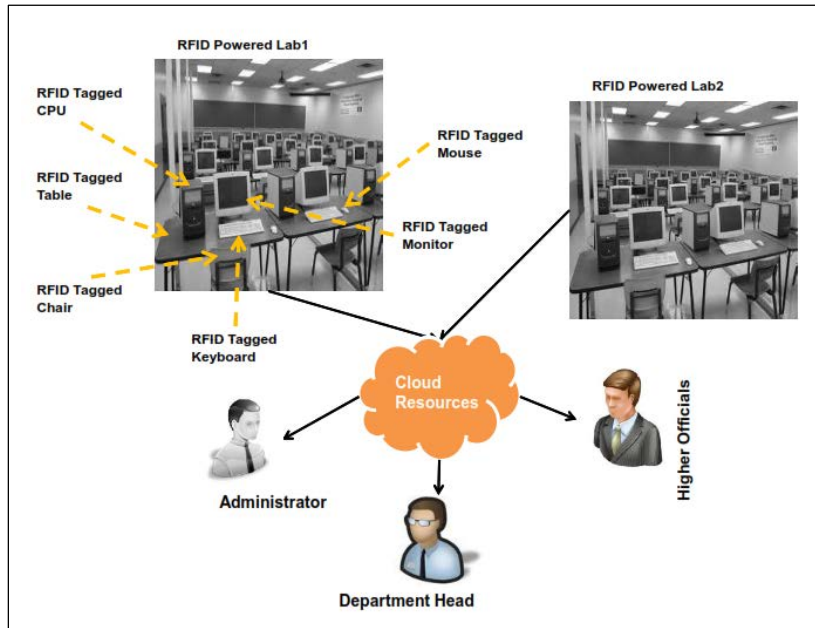 RFID Powered Lab1
RFID Tagged
CPU
RFID Tagged
Mouse
RFID Powered Lab2
RFID Tagged
Table
RFID Tagged
Monitor
RFID Tagged
Chair
RFID Tagged
Keyboard
Cloud
Resources
Administrator
Department Head
Higher Officials